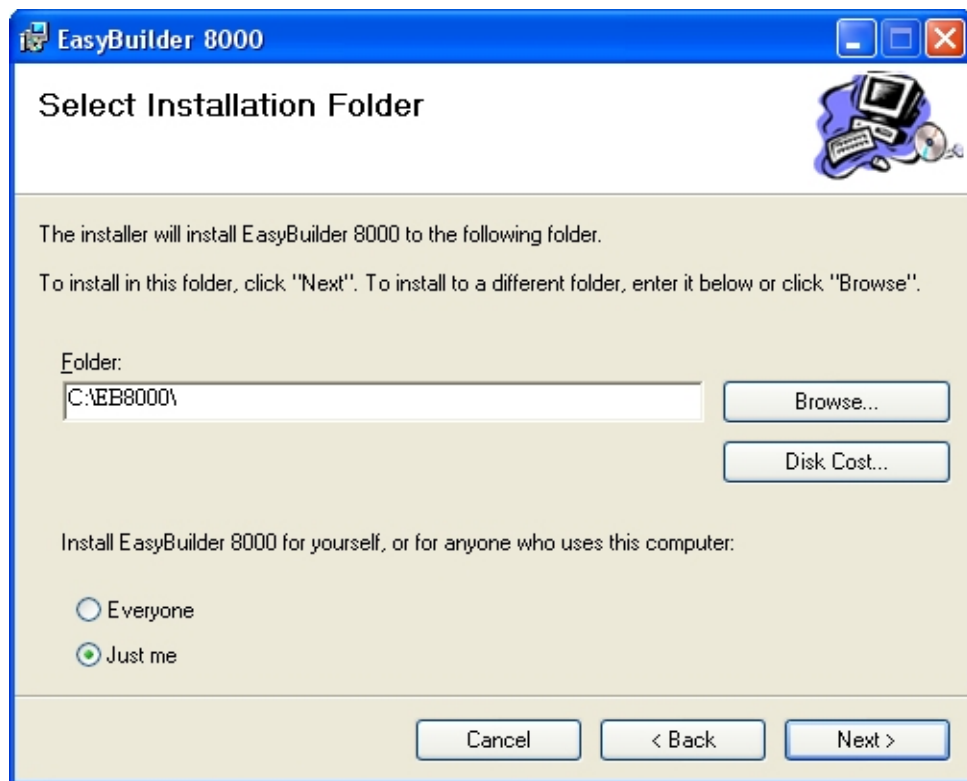 EasyBuilder 8000
Select Installation Folder
The installer will install EasyBuilder 8000 to the following folder.
To install in this folder, click "Next". To install to a different folder, enter it below or click "Browse".
Folder:
C:\EB8000\
Browse...
Disk Cost...
Install EasyBuilder 8000 for yourself, or for anyone who uses this computer:
Everyone
Just me
Cancel
< Back
Next >